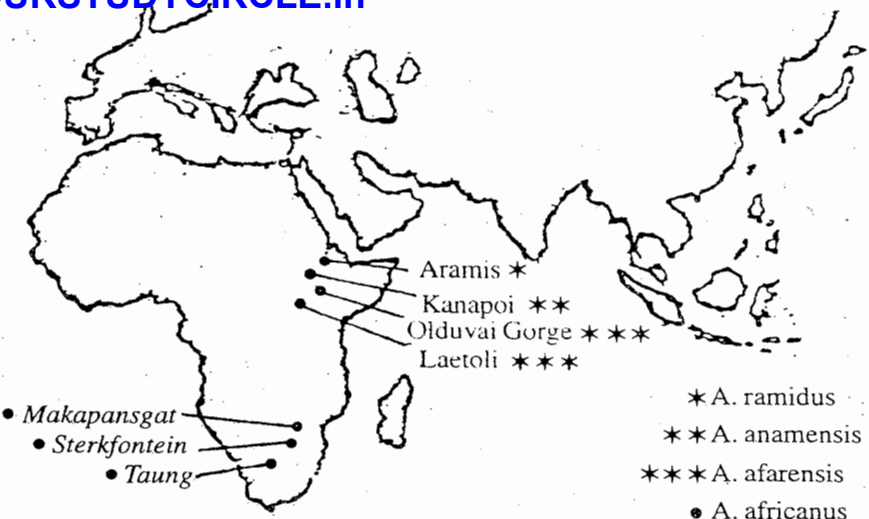 Aramis ✶
Kanapoi ✶✶
Olduvai Gorge ✶✶✶
Laetoli ✶✶✶
• Makapansgat
• Sterkfontein
• Taung
✶ A. ramidus
✶✶ A. anamensis
✶✶✶ A. afarensis
• A. africanus